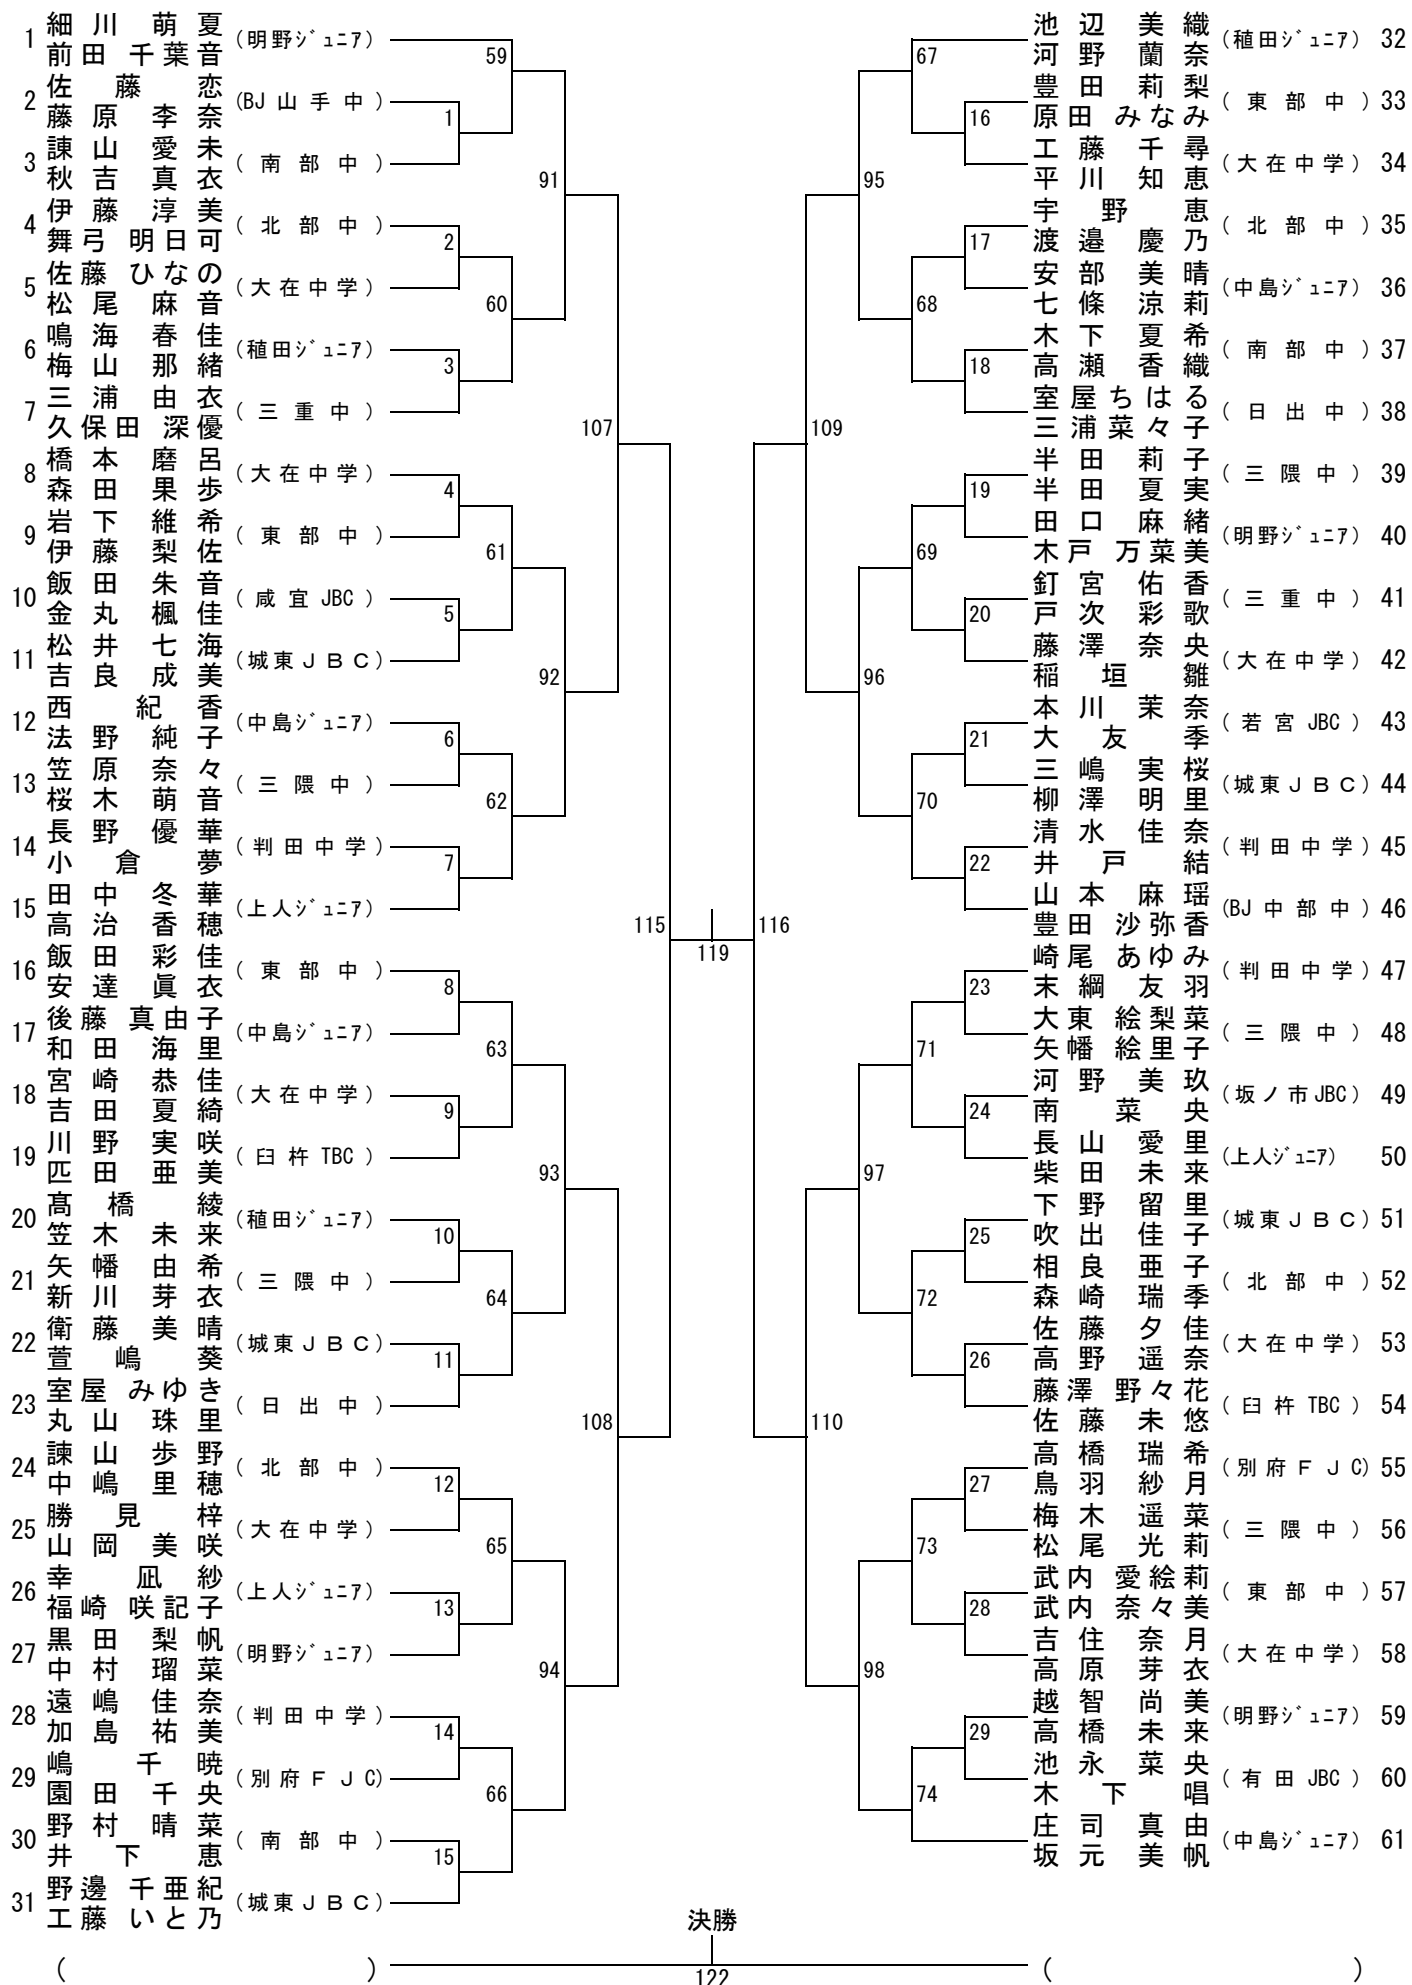 1 細川萌夏 (明野ジュニア)
前田千葉音
2 佐藤恋 (BJ山手中)
藤原李奈
3 諫山愛未 (南部中)
秋吉真衣
4 伊藤淳美 (北部中)
舞弓明日可
5 佐藤ひなの (大在中学)
松尾麻音
6 鳴海春佳 (稙田ジュニア)
梅山那緒
7 三浦由衣 (三重中)
久保田深優
8 橋本磨呂 (大在中学)
森田果歩
9 岩下維希 (東部中)
伊藤梨佐
10 飯田朱音 (咸宜JBC)
金丸楓佳
11 松井七海 (城東JBC)
吉良成美
12 西紀香 (中島ジュニア)
法野純子
13 笠原奈々 (三隈中)
桜木萌音
14 長野優華 (判田中学)
小倉夢
15 田中冬華 (上人ジュニア)
高治香穂
16 飯田彩佳 (東部中)
安達眞衣
17 後藤真由子 (中島ジュニア)
和田海里
18 宮崎恭佳 (大在中学)
吉田夏綺
19 川野実咲 (臼杵TBC)
匹田亜美
20 髙橋綾 (稙田ジュニア)
笠木未来
21 矢幡由希 (三隈中)
新川芽衣
22 衛藤美晴 (城東JBC)
萱嶋葵
23 室屋みゆき (日出中)
丸山珠里
24 諫山歩野 (北部中)
中嶋里穂
25 勝見梓 (大在中学)
山岡美咲
26 幸凪紗 (上人ジュニア)
福崎咲記子
27 黒田梨帆 (明野ジュニア)
中村瑠菜
28 遠嶋佳奈 (判田中学)
加島祐美
29 嶋千暁 (別府FJC)
園田千央
30 野村晴菜 (南部中)
井下恵
31 野邊千亜紀 (城東JBC)
工藤いと乃
池辺美織 (稙田ジュニア) 32
河野蘭奈
豊田莉梨 (東部中) 33
原田みなみ
工藤千尋 (大在中学) 34
平川知恵
宇野恵 (北部中) 35
渡邉慶乃
安部美晴 (中島ジュニア) 36
七條涼莉
木下夏希 (南部中) 37
高瀬香織
室屋ちはる (日出中) 38
三浦菜々子
半田莉子 (三隈中) 39
半田夏実
田口麻緒 (明野ジュニア) 40
木戸万菜美
釘宮佑香 (三重中) 41
戸次彩歌
藤澤奈央 (大在中学) 42
稲垣雛
本川茉奈 (若宮JBC) 43
大友季
三嶋実桜 (城東JBC) 44
柳澤明里
清水佳奈 (判田中学) 45
井戸結
山本麻瑶 (BJ中部中) 46
豊田沙弥香
崎尾あゆみ (判田中学) 47
末綱友羽
大東絵梨菜 (三隈中) 48
矢幡絵里子
河野美玖 (坂ノ市JBC) 49
南菜央
長山愛里 (上人ジュニア) 50
柴田未来
下野留里 (城東JBC) 51
吹出佳子
相良亜子 (北部中) 52
森崎瑞季
佐藤夕佳 (大在中学) 53
高野遥奈
藤澤野々花 (臼杵TBC) 54
佐藤未悠
高橋瑞希 (別府FJC) 55
鳥羽紗月
梅木遥菜 (三隈中) 56
松尾光莉
武内愛絵莉 (東部中) 57
武内奈々美
吉住奈月 (大在中学) 58
高原芽衣
越智尚美 (明野ジュニア) 59
高橋未来
池永菜央 (有田JBC) 60
木下唱
庄司真由 (中島ジュニア) 61
坂元美帆
1
2
3
4
5
6
7
8
9
10
11
12
13
14
15
59
60
61
62
63
64
65
66
91
92
93
94
107
108
115
119
116
109
110
95
96
97
98
67
68
69
70
71
72
73
74
16
17
18
19
20
21
22
23
24
25
26
27
28
29
決勝
( ) 122 ( )